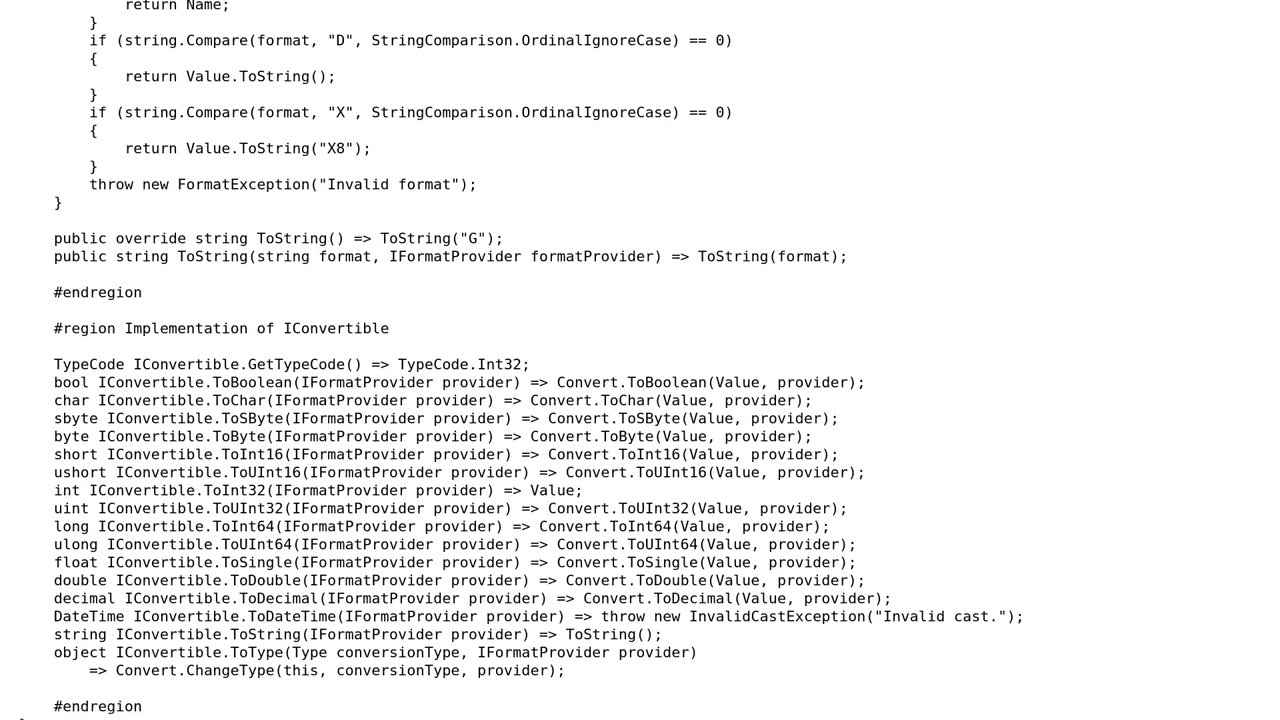 return Name;
        }
        if (string.Compare(format, "D", StringComparison.OrdinalIgnoreCase) == 0)
        {
            return Value.ToString();
        }
        if (string.Compare(format, "X", StringComparison.OrdinalIgnoreCase) == 0)
        {
            return Value.ToString("X8");
        }
        throw new FormatException("Invalid format");
    }

    public override string ToString() => ToString("G");
    public string ToString(string format, IFormatProvider formatProvider) => ToString(format);

    #endregion

    #region Implementation of IConvertible

    TypeCode IConvertible.GetTypeCode() => TypeCode.Int32;
    bool IConvertible.ToBoolean(IFormatProvider provider) => Convert.ToBoolean(Value, provider);
    char IConvertible.ToChar(IFormatProvider provider) => Convert.ToChar(Value, provider);
    sbyte IConvertible.ToSByte(IFormatProvider provider) => Convert.ToSByte(Value, provider);
    byte IConvertible.ToByte(IFormatProvider provider) => Convert.ToByte(Value, provider);
    short IConvertible.ToInt16(IFormatProvider provider) => Convert.ToInt16(Value, provider);
    ushort IConvertible.ToUInt16(IFormatProvider provider) => Convert.ToUInt16(Value, provider);
    int IConvertible.ToInt32(IFormatProvider provider) => Value;
    uint IConvertible.ToUInt32(IFormatProvider provider) => Convert.ToUInt32(Value, provider);
    long IConvertible.ToInt64(IFormatProvider provider) => Convert.ToInt64(Value, provider);
    ulong IConvertible.ToUInt64(IFormatProvider provider) => Convert.ToUInt64(Value, provider);
    float IConvertible.ToSingle(IFormatProvider provider) => Convert.ToSingle(Value, provider);
    double IConvertible.ToDouble(IFormatProvider provider) => Convert.ToDouble(Value, provider);
    decimal IConvertible.ToDecimal(IFormatProvider provider) => Convert.ToDecimal(Value, provider);
    DateTime IConvertible.ToDateTime(IFormatProvider provider) => throw new InvalidCastException("Invalid cast.");
    string IConvertible.ToString(IFormatProvider provider) => ToString();
    object IConvertible.ToType(Type conversionType, IFormatProvider provider)
        => Convert.ChangeType(this, conversionType, provider);

    #endregion